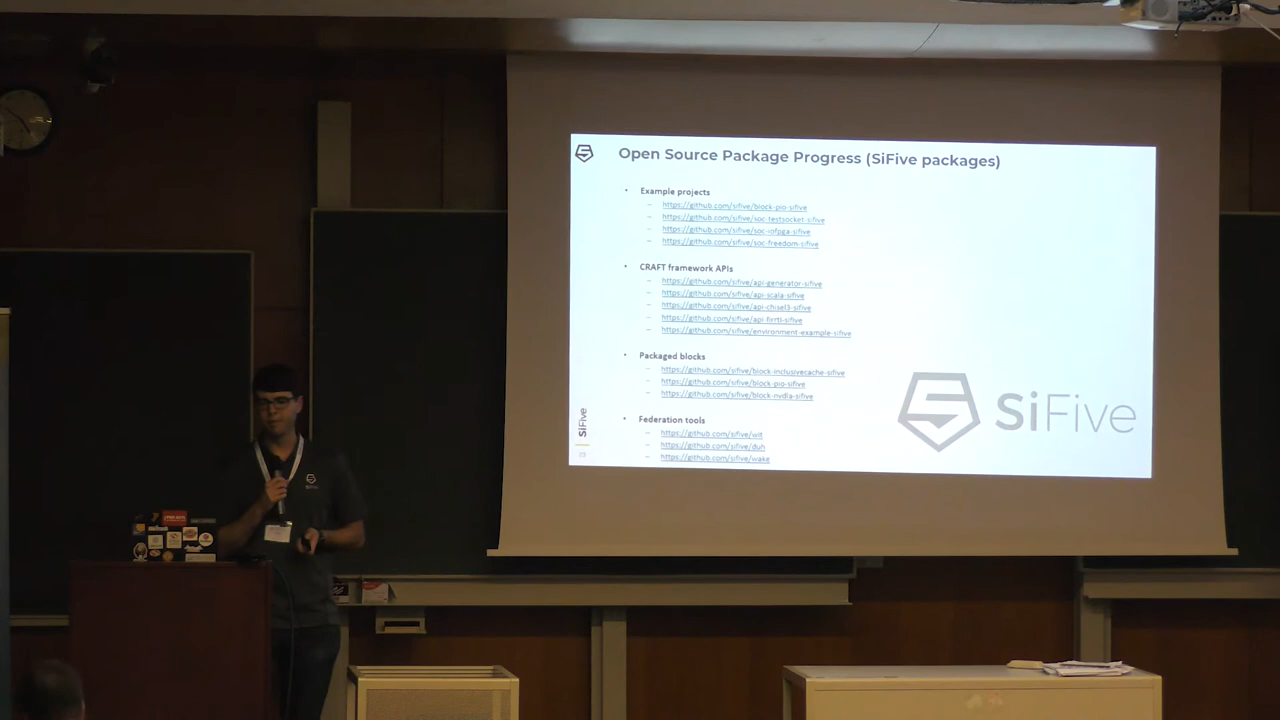 Open Source Package Progress (SiFive packages)
• Example projects
– https://github.com/sifive/block-pio-sifive
– https://github.com/sifive/soc-testsocket-sifive
– https://github.com/sifive/soc-iofpga-sifive
– https://github.com/sifive/soc-freedom-sifive
• CRAFT framework APIs
– https://github.com/sifive/api-generator-sifive
– https://github.com/sifive/api-scala-sifive
– https://github.com/sifive/api-chisel3-sifive
– https://github.com/sifive/api-firrtl-sifive
– https://github.com/sifive/environment-example-sifive
• Packaged blocks
– https://github.com/sifive/block-inclusivecache-sifive
– https://github.com/sifive/block-pio-sifive
– https://github.com/sifive/block-nvdla-sifive
• Federation tools
– https://github.com/sifive/wit
– https://github.com/sifive/duh
– https://github.com/sifive/wake
SiFive
SiFive
SiFive